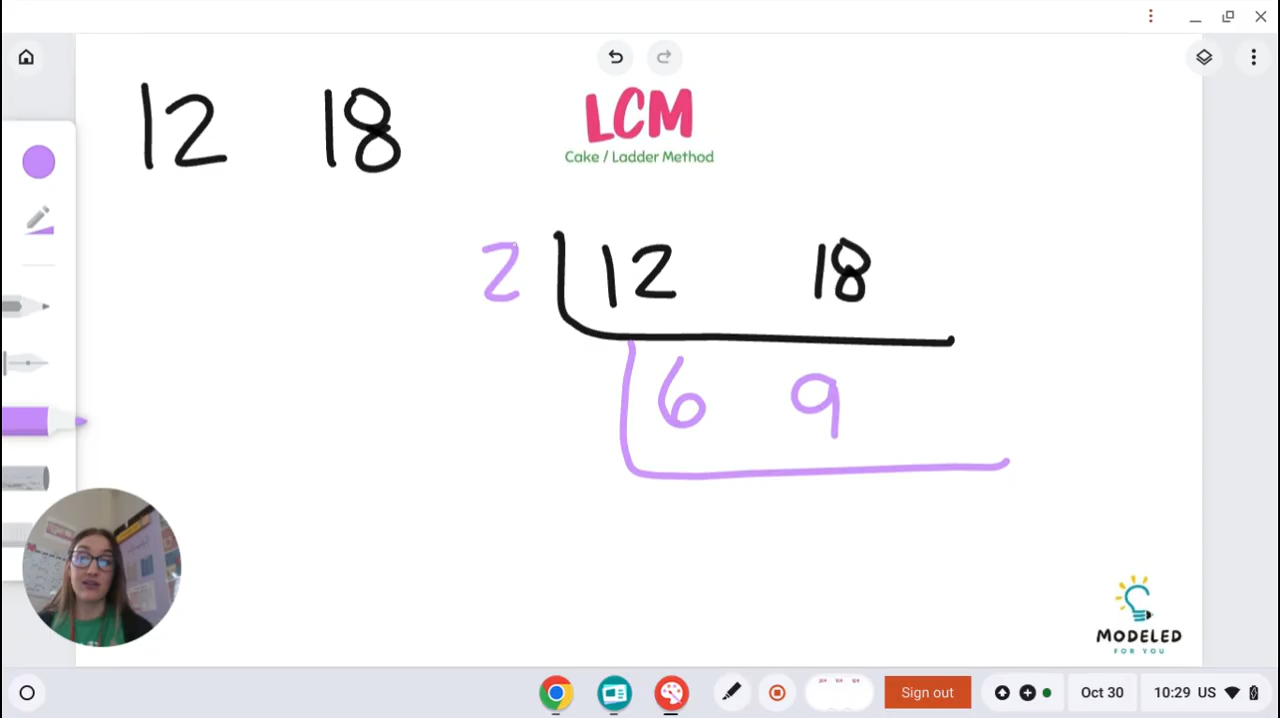 12 18
LCM
Cake / Ladder Method
2 12 18
6 9
MODELED
FOR YOU
Sign out
Oct 30
10:29 US